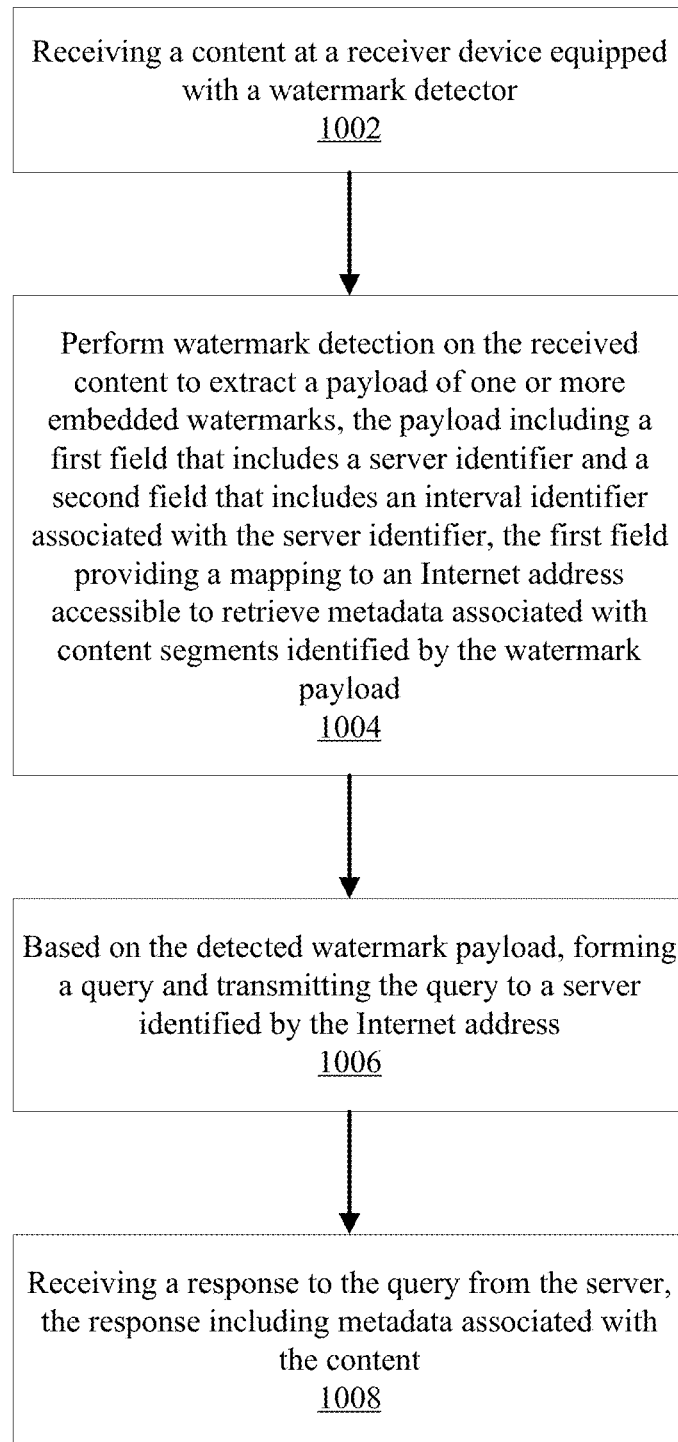 Receiving a content at a receiver device equipped
with a watermark detector
1002
Perform watermark detection on the received
content to extract a payload of one or more
embedded watermarks, the payload including a
first field that includes a server identifier and a
second field that includes an interval identifier
associated with the server identifier, the first field
providing a mapping to an Internet address
accessible to retrieve metadata associated with
content segments identified by the watermark
payload
1004
Based on the detected watermark payload, forming
a query and transmitting the query to a server
identified by the Internet address
1006
Receiving a response to the query from the server,
the response including metadata associated with
the content
1008